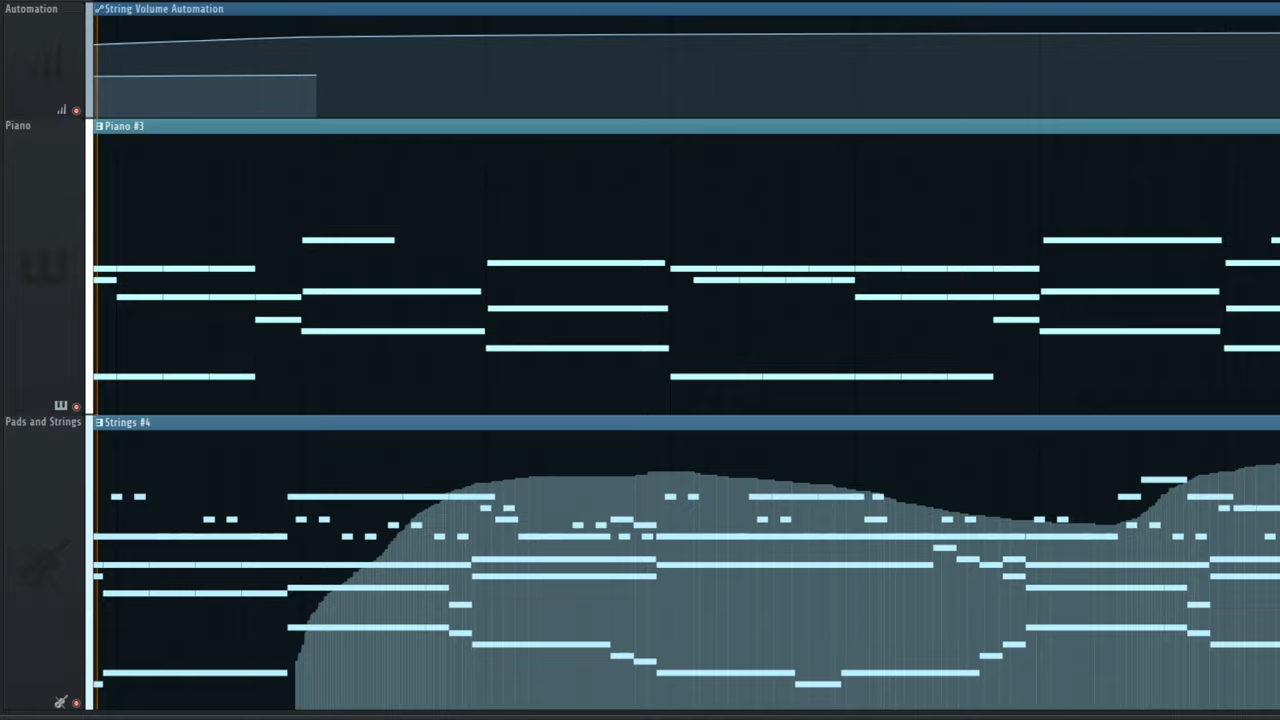 Automation
String Volume Automation
Piano
Piano #3
Pads and Strings
Strings #4